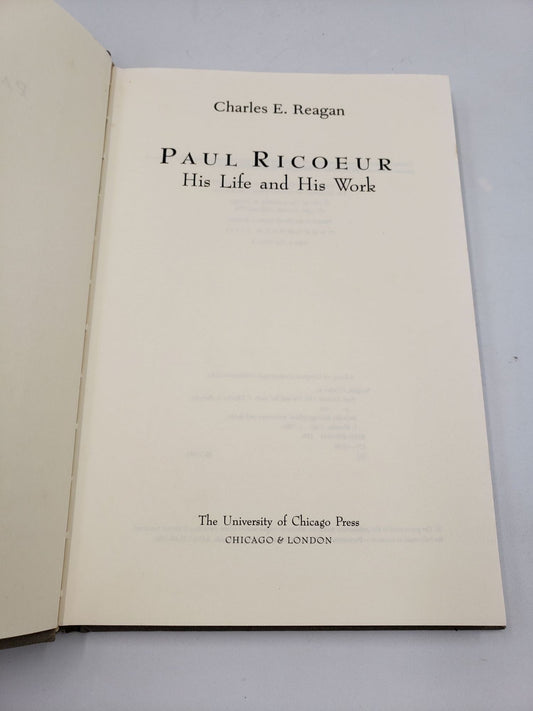 Charles E. Reagan
PAUL RICOEUR
His Life and His Work
The University of Chicago Press
CHICAGO & LONDON